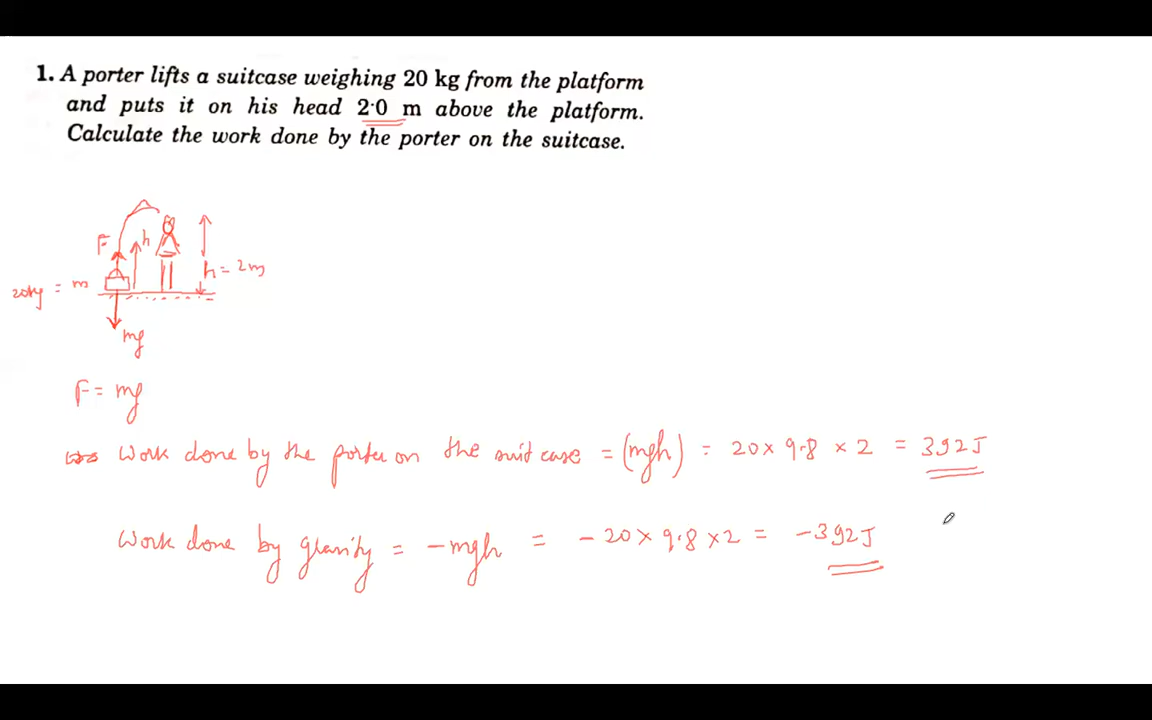 1. A porter lifts a suitcase weighing 20 kg from the platform
and puts it on his head 2·0 m above the platform.
Calculate the work done by the porter on the suitcase.
F
h
h = 2m
20kg = m
mg
F = mg
Work done by the porter on the suit case = (mgh) = 20 × 9.8 × 2 = 392J
Work done by gravity = -mgh = - 20 × 9.8 × 2 = -392J